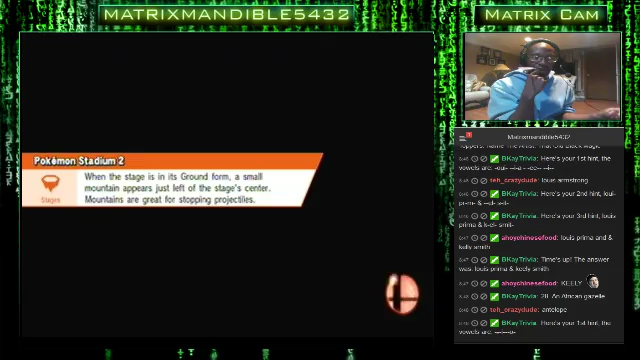 MATRIXMANDIBLE5432
MATRIX CAM
Pokémon Stadium 2
When the stage is in its Ground form, a small
mountain appears just left of the stage's center.
Mountains are great for stopping projectiles.
Stages
Matrixmandible5432
BKayTrivia: Here's your 1st hint, the
teh_crazydude: louis armstrong
BKayTrivia: Here's your 2nd hint, loui-
BKayTrivia: Here's your 3rd hint, louis
ahoychinesefood: louis prima and
kelly smith
BKayTrivia: Time's up! The answer
was: louis prima & keely smith
ahoychinesefood: KEELY
BKayTrivia: 20. An African gazelle
teh_crazydude: antelope
BKayTrivia: Here's your 1st hint, the